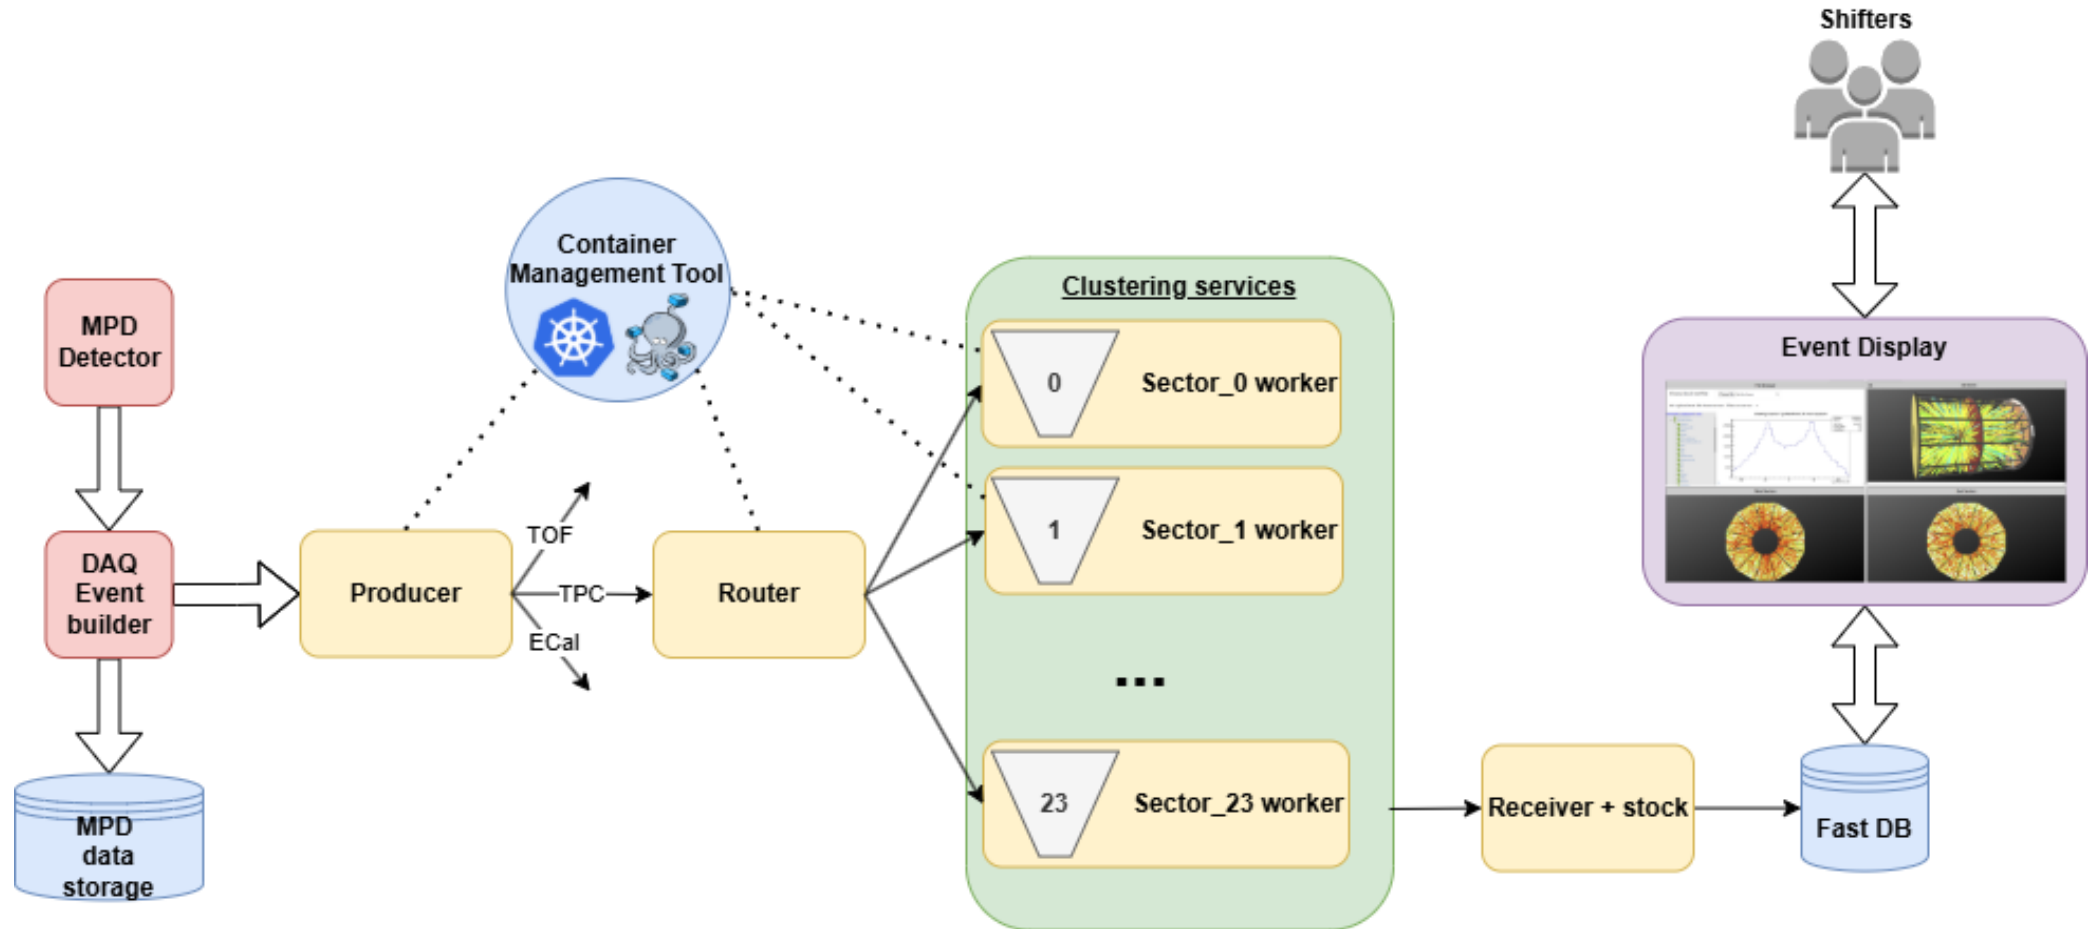 Shifters
Container
Management Tool
Clustering services
MPD
Detector
0
Sector_0 worker
Event Display
1
Sector_1 worker
DAQ
Event
builder
Producer
TOF
TPC
ECal
Router
...
23
Sector_23 worker
Receiver + stock
Fast DB
MPD
data
storage